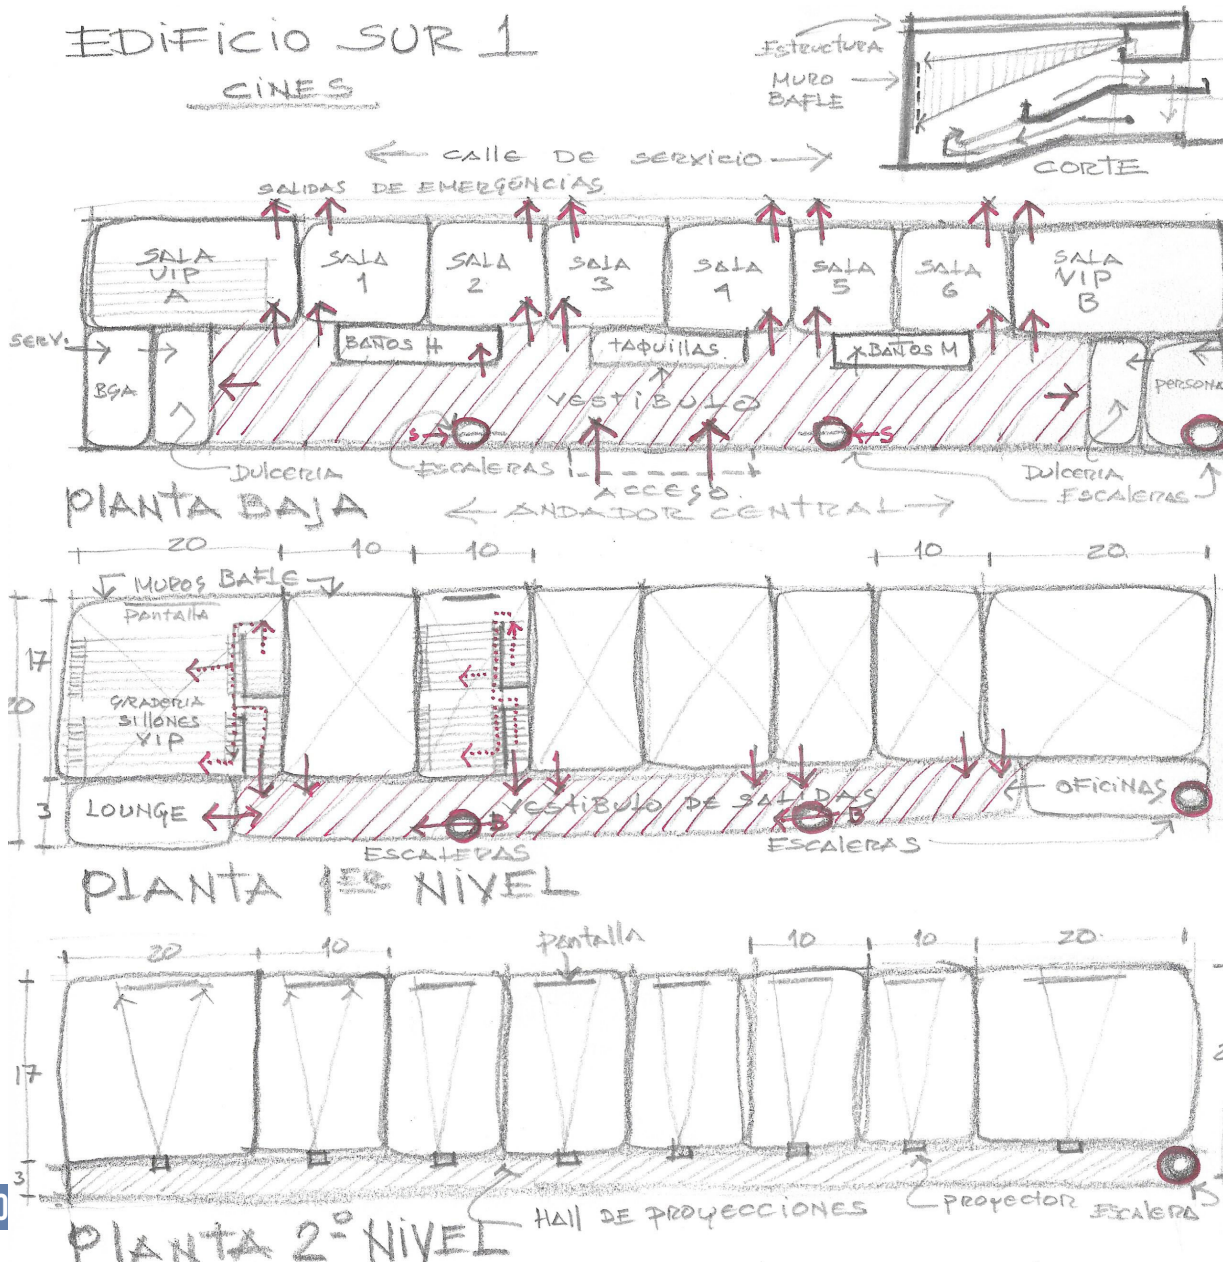 EDIFICIO SUR 1
CINES
Estructura
MURO
BAFLE
CORTE
CALLE DE SERVICIO
SALIDAS DE EMERGENCIAS
SALA
VIP
A
SALA
1
SALA
2
SALA
3
SALA
4
SALA
5
SALA
6
SALA
VIP
B
SERV.
BGA
BAÑOS H
TAQUILLAS
BAÑOS M
PERSONA
VESTIBULO
S
S
DULCERIA
ESCALERAS
ACCESO
DULCERIA
ESCALERAS
PLANTA BAJA
ANDADOR CENTRAL
20
10
10
10
20
MUROS BAFLE
Pantalla
17
20
GRADERIA
SILLONES
VIP
3
LOUNGE
VESTIBULO DE SALIDAS
OFICINAS
B
B
ESCALERAS
ESCALERAS
PLANTA 1ER NIVEL
20
10
Pantalla
10
10
20
17
2
3
HAll DE PROYECCIONES
PROYECTOR
ESCALERA
PLANTA 2º NIVEL